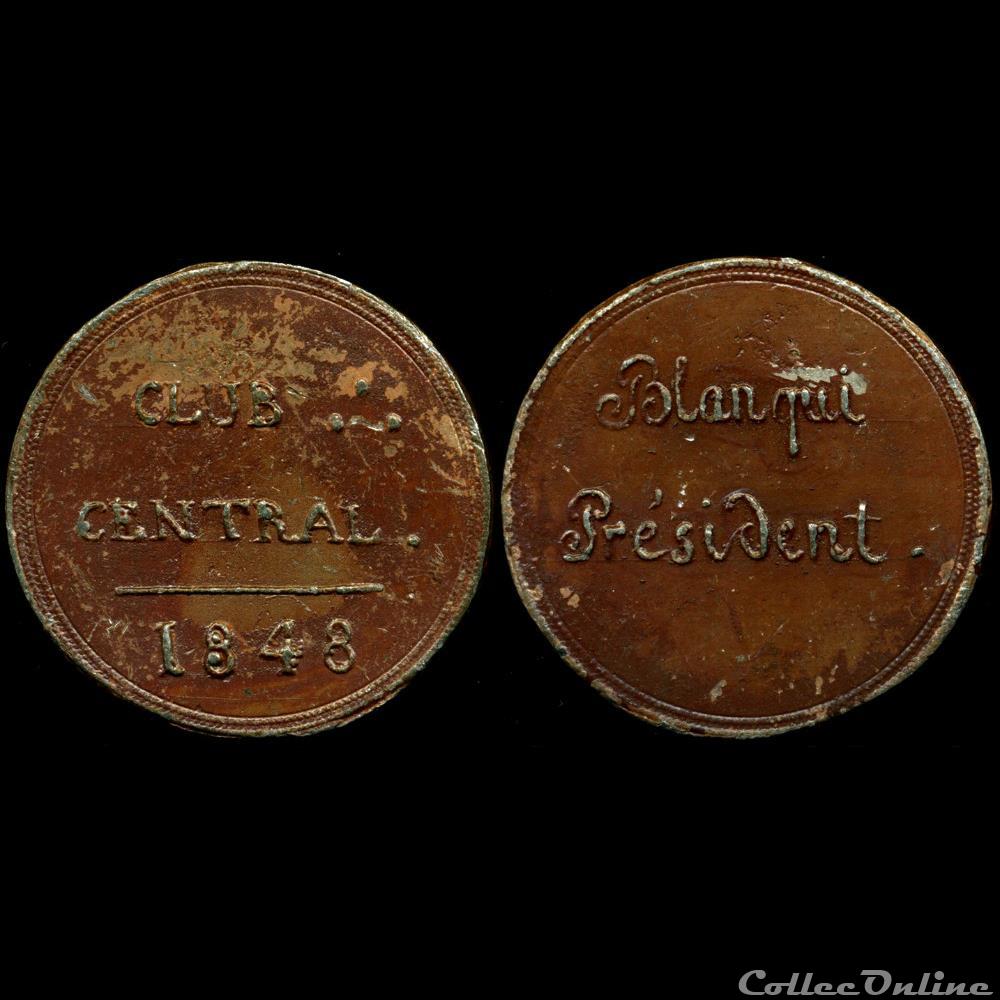 CLUB ∴
CENTRAL.
1848
Blanqui
Président.
CollecOnline